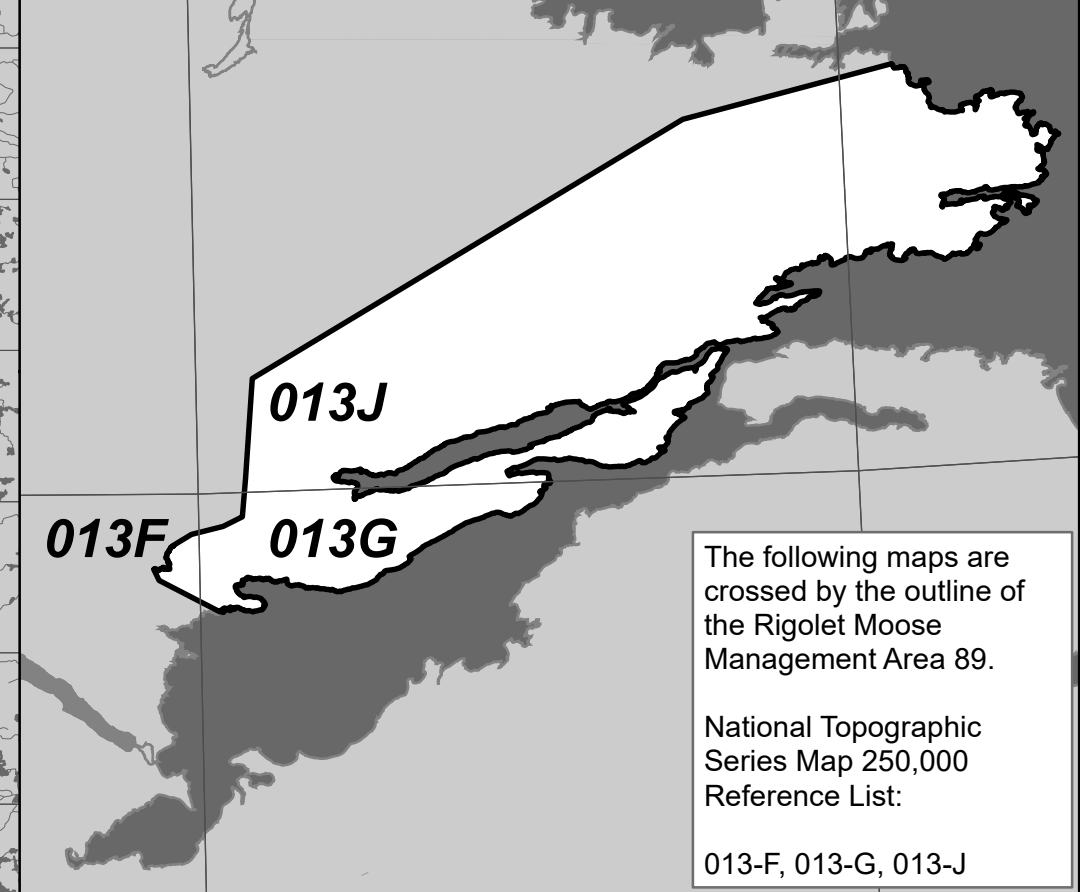 013J
013F
013G
The following maps are
crossed by the outline of
the Rigolet Moose
Management Area 89.
National Topographic
Series Map 250,000
Reference List:
013-F, 013-G, 013-J